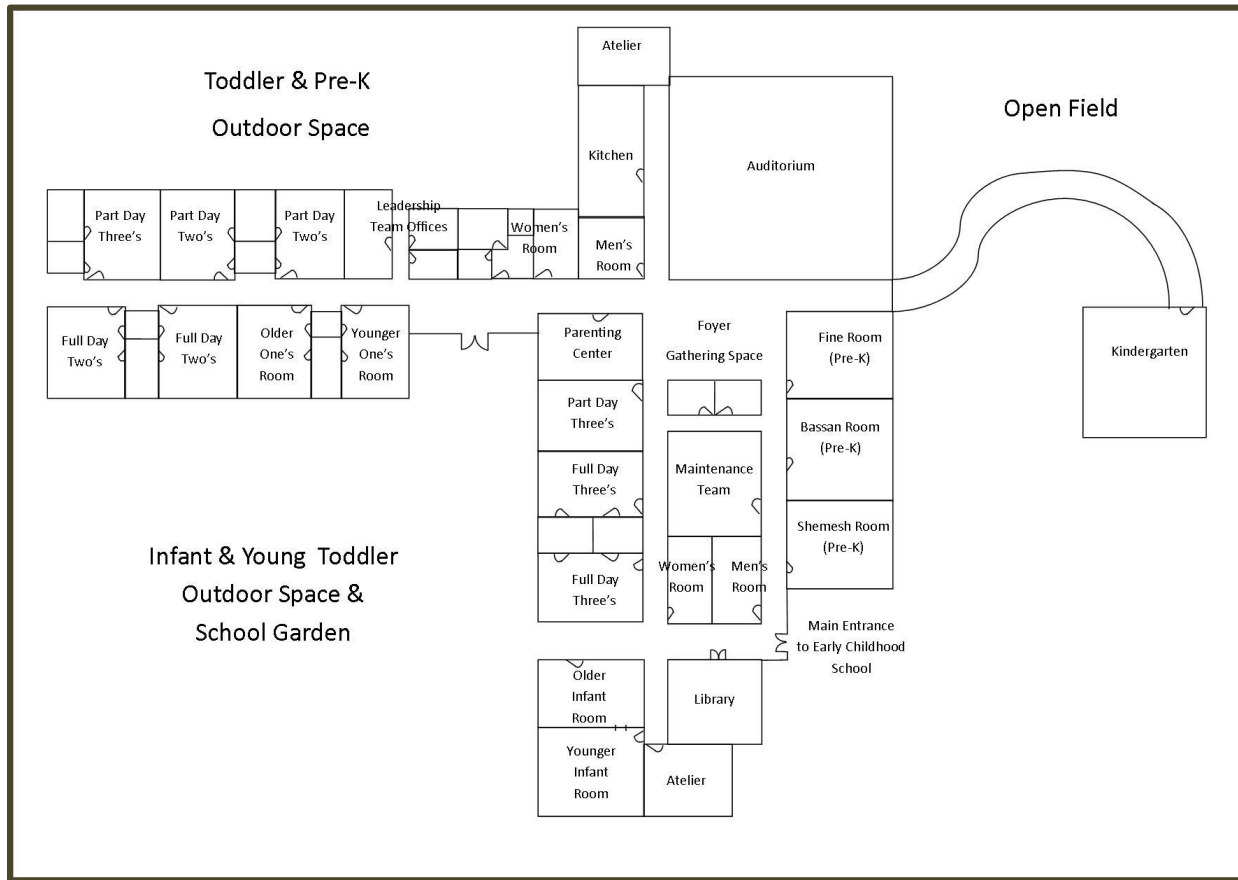 Atelier
Toddler & Pre-K
Outdoor Space
Open Field
Kitchen
Auditorium
Part Day
Three's
Part Day
Two's
Part Day
Two's
Leadership
Team Offices
Women's
Room
Men's
Room
Full Day
Two's
Full Day
Two's
Older
One's
Room
Younger
One's
Room
Parenting
Center
Foyer
Gathering Space
Fine Room
(Pre-K)
Kindergarten
Part Day
Three's
Bassan Room
(Pre-K)
Full Day
Three's
Maintenance
Team
Shemesh Room
(Pre-K)
Infant & Young Toddler
Outdoor Space &
School Garden
Full Day
Three's
Women's
Room
Men's
Room
Main Entrance
to Early Childhood
School
Older
Infant
Room
Library
Younger
Infant
Room
Atelier